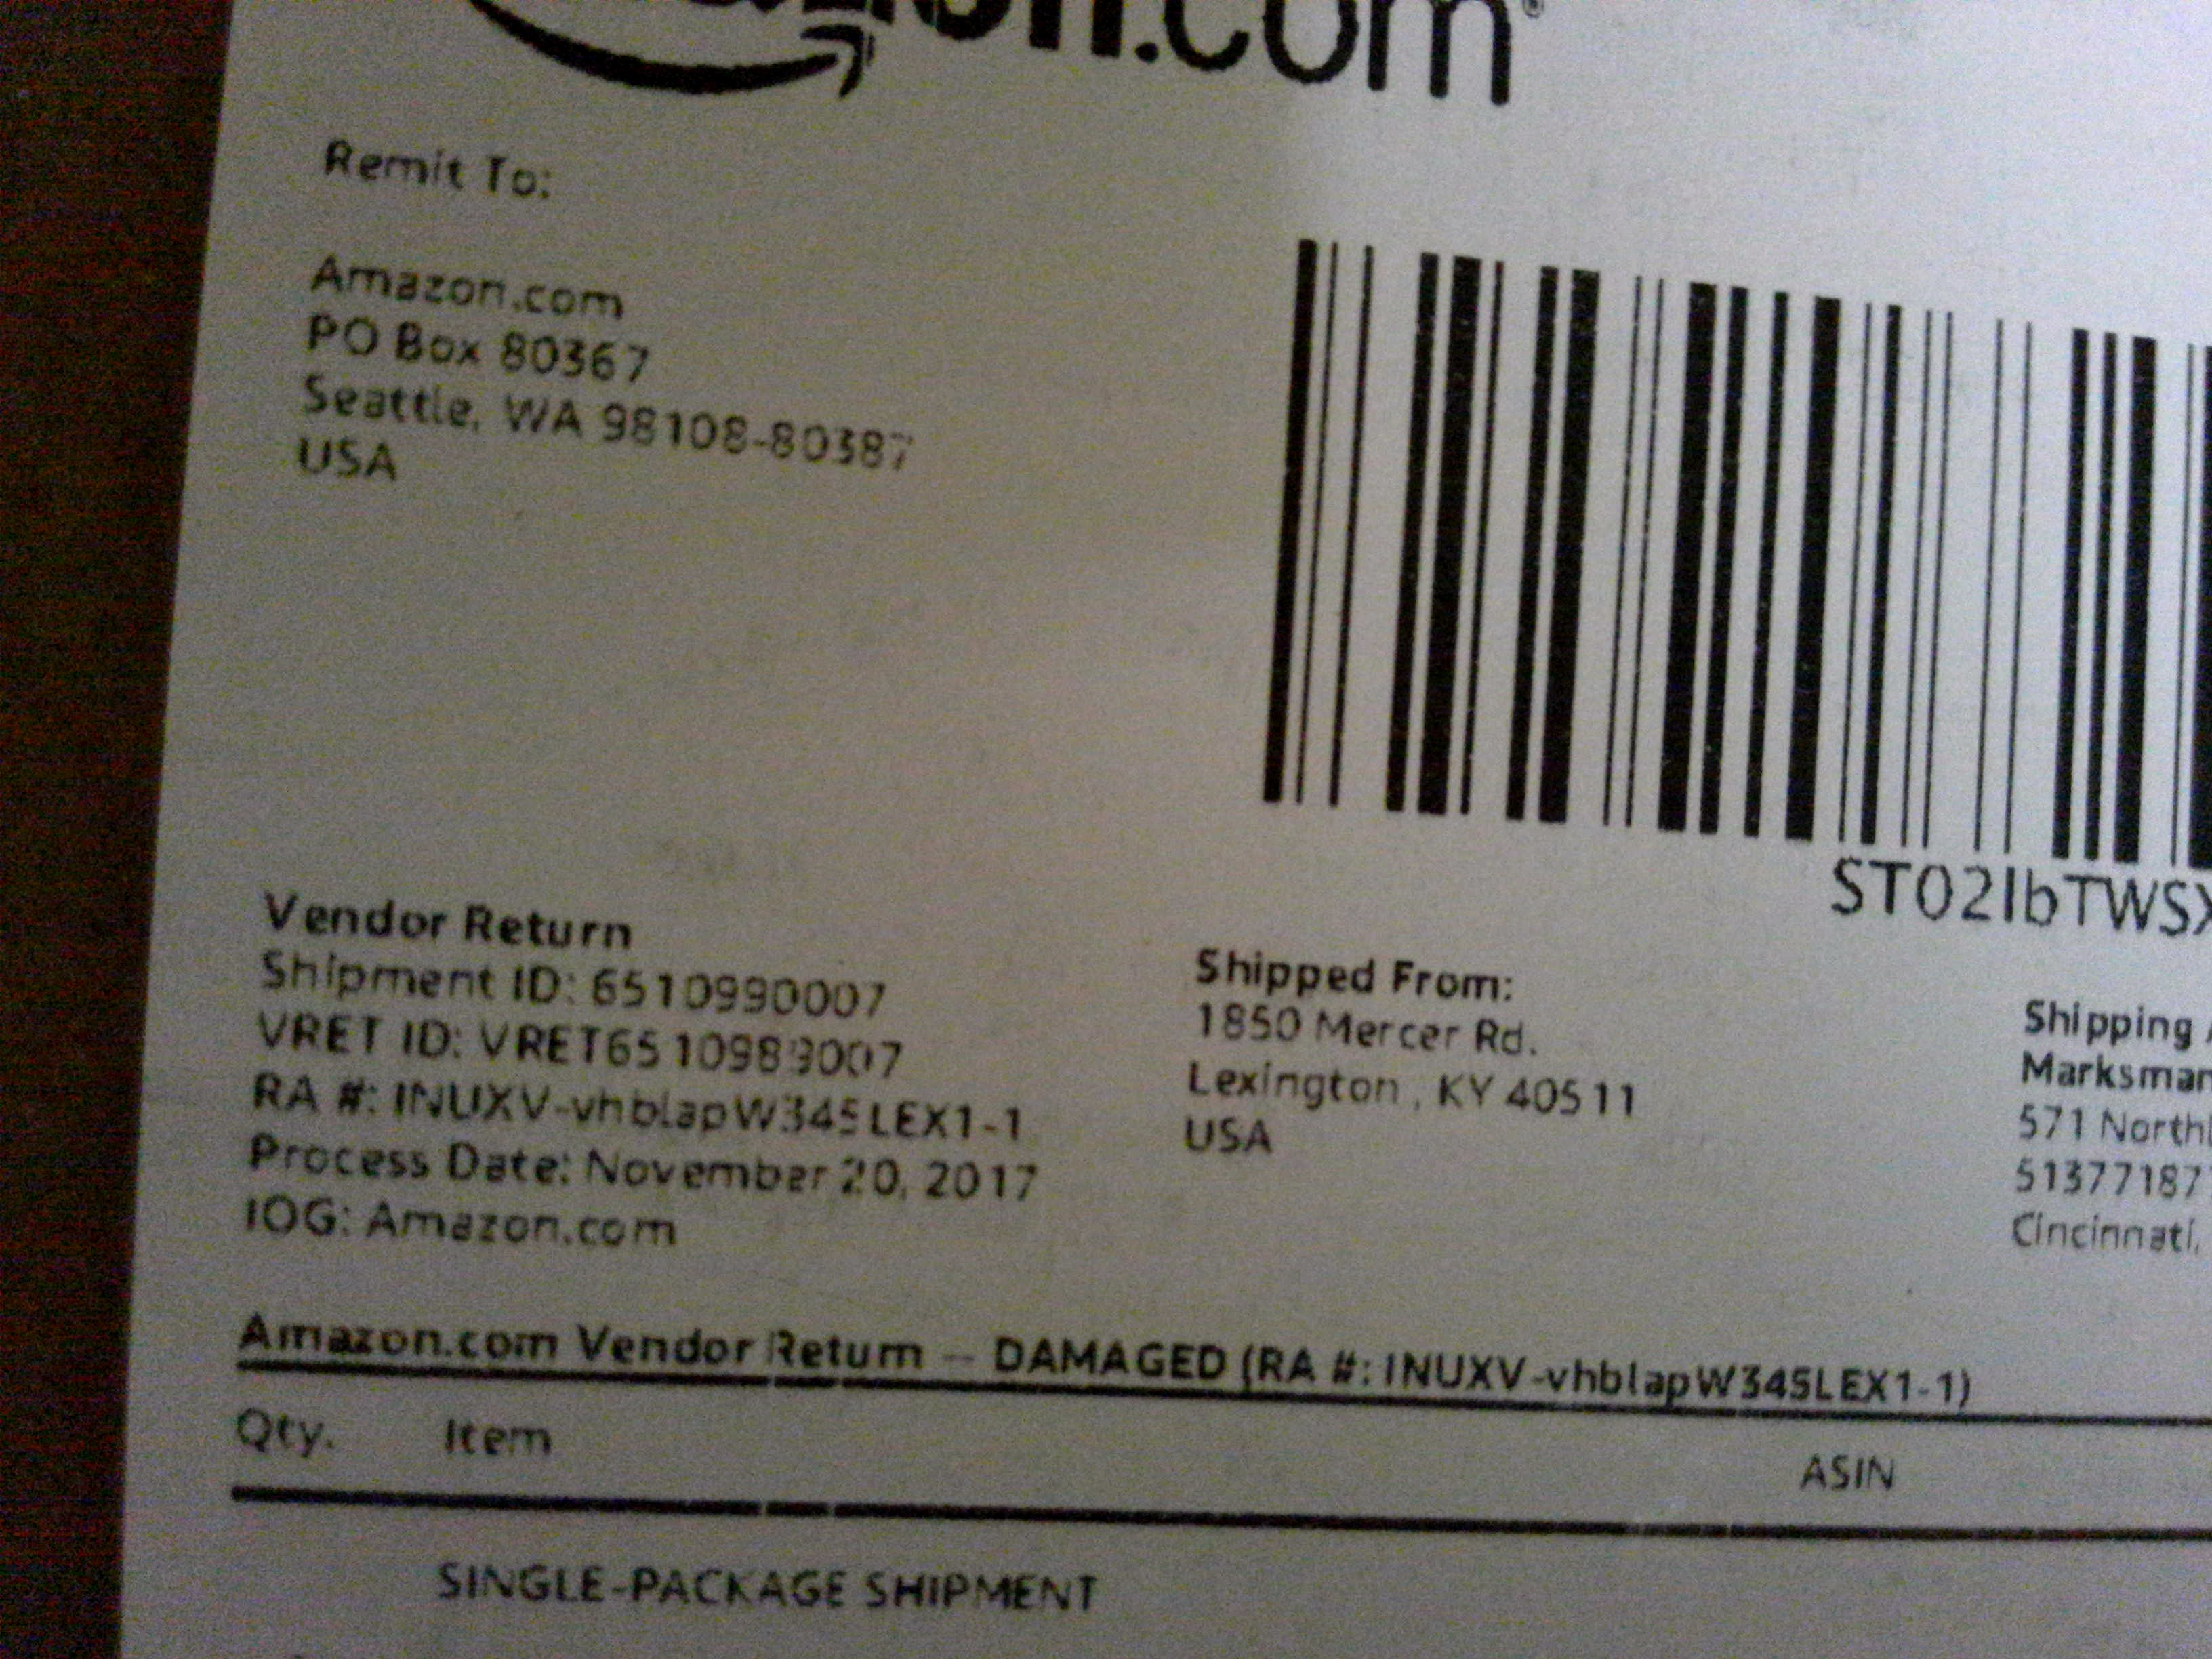 Remit To:
Amazon.com
PO Box 80367
Seattle, WA 98108-80387
USA
ST02IbTWSX
Vendor Return
Shipment ID: 6510990007
VRET ID: VRET6510989007
RA #: INUXV-vhblapW345LEX1-1
Process Date: November 20, 2017
IOG: Amazon.com
Shipped From:
1850 Mercer Rd.
Lexington , KY 40511
USA
Shipping
Marksman
571 North
51377187
Cincinnati,
Amazon.com Vendor Return -- DAMAGED (RA #: INUXV-vhblapW345LEX1-1)
Qty. Item ASIN
SINGLE-PACKAGE SHIPMENT